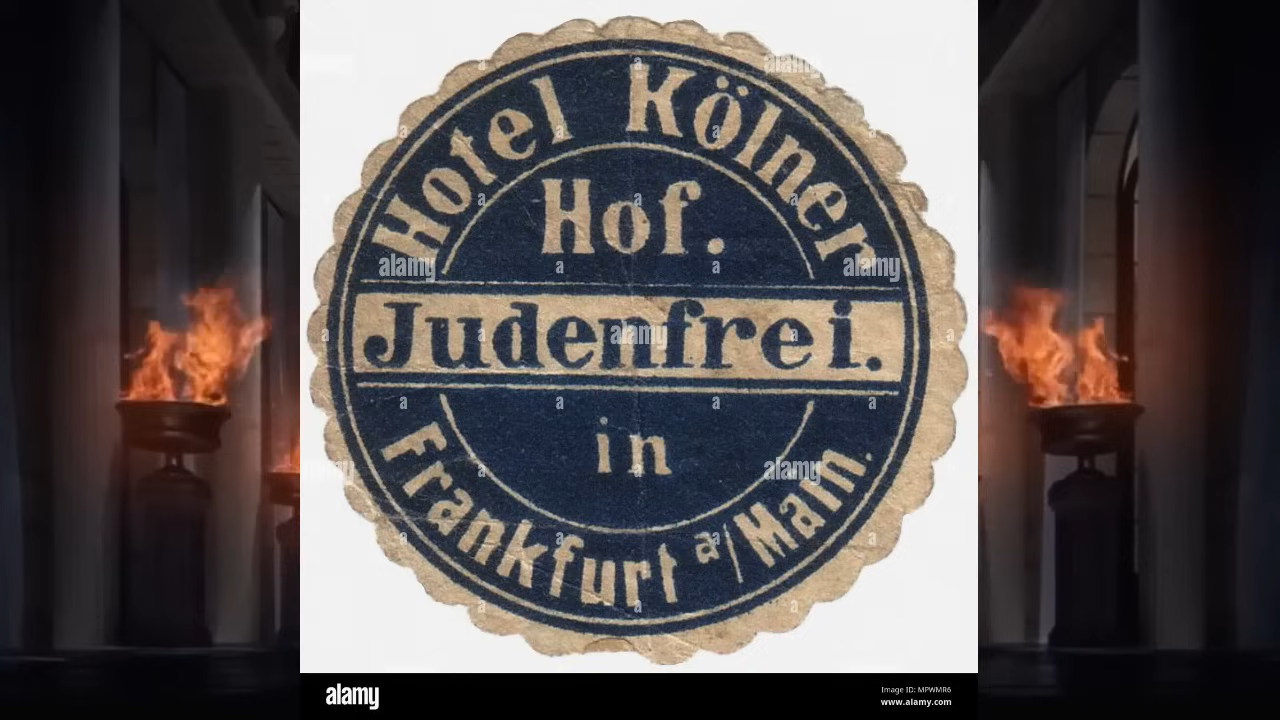 Hotel Kölner
Hof.
Judenfrei.
in
Frankfurt a/Main.
alamy
Image ID: MPWMR6
www.alamy.com